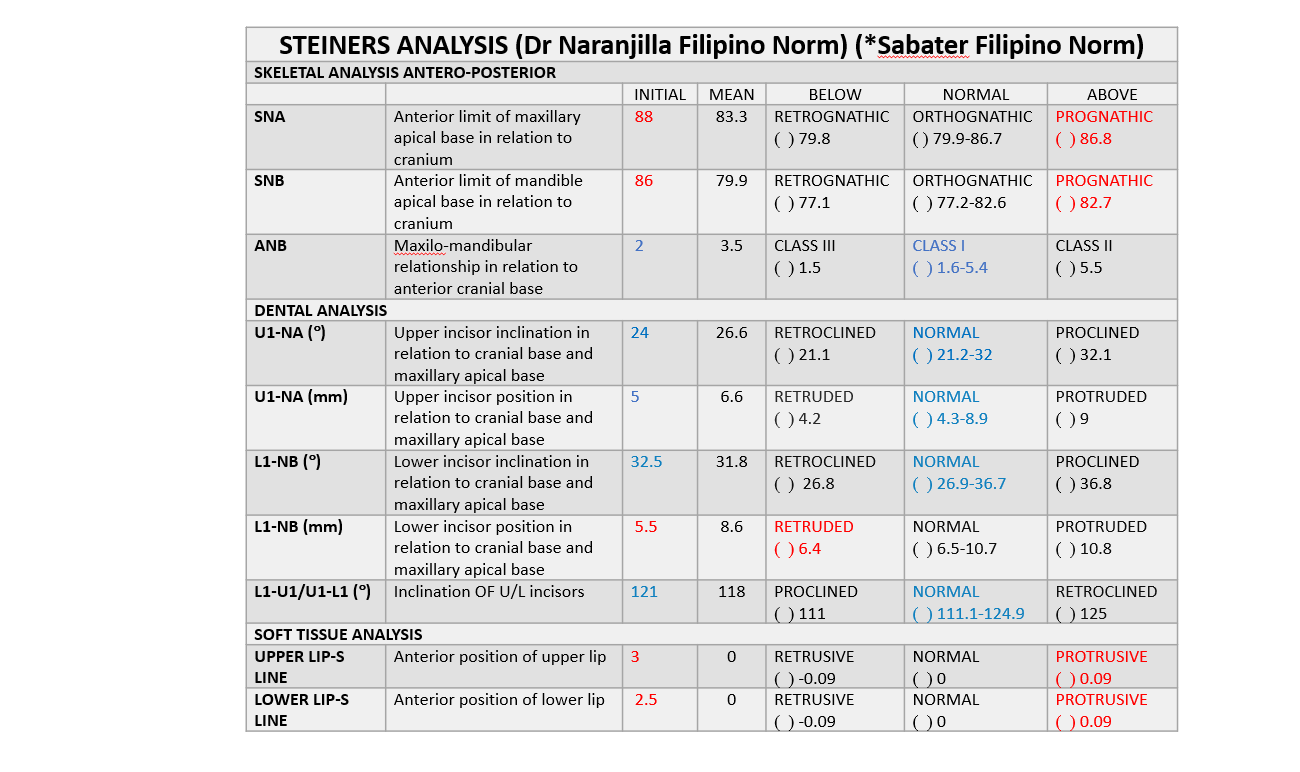 STEINERS ANALYSIS (Dr Naranjilla Filipino Norm) (*Sabater Filipino Norm)
SKELETAL ANALYSIS ANTERO-POSTERIOR
INITIAL MEAN BELOW NORMAL ABOVE
SNA Anterior limit of maxillary 88 83.3 RETROGNATHIC ORTHOGNATHIC PROGNATHIC
apical base in relation to ( ) 79.8 () 79.9-86.7 ( ) 86.8
cranium
SNB Anterior limit of mandible 86 79.9 RETROGNATHIC ORTHOGNATHIC PROGNATHIC
apical base in relation to ( ) 77.1 ( ) 77.2-82.6 ( ) 82.7
cranium
ANB Maxilo-mandibular 2 3.5 CLASS III CLASS I CLASS II
relationship in relation to ( ) 1.5 ( ) 1.6-5.4 ( ) 5.5
anterior cranial base
DENTAL ANALYSIS
U1-NA (º) Upper incisor inclination in 24 26.6 RETROCLINED NORMAL PROCLINED
relation to cranial base and ( ) 21.1 ( ) 21.2-32 ( ) 32.1
maxillary apical base
U1-NA (mm) Upper incisor position in 5 6.6 RETRUDED NORMAL PROTRUDED
relation to cranial base and ( ) 4.2 ( ) 4.3-8.9 ( ) 9
maxillary apical base
L1-NB (º) Lower incisor inclination in 32.5 31.8 RETROCLINED NORMAL PROCLINED
relation to cranial base and ( ) 26.8 ( ) 26.9-36.7 ( ) 36.8
maxillary apical base
L1-NB (mm) Lower incisor position in 5.5 8.6 RETRUDED NORMAL PROTRUDED
relation to cranial base and ( ) 6.4 ( ) 6.5-10.7 ( ) 10.8
maxillary apical base
L1-U1/U1-L1 (º) Inclination OF U/L incisors 121 118 PROCLINED NORMAL RETROCLINED
( ) 111 ( ) 111.1-124.9 ( ) 125
SOFT TISSUE ANALYSIS
UPPER LIP-S Anterior position of upper lip 3 0 RETRUSIVE NORMAL PROTRUSIVE
LINE ( ) -0.09 ( ) 0 ( ) 0.09
LOWER LIP-S Anterior position of lower lip 2.5 0 RETRUSIVE NORMAL PROTRUSIVE
LINE ( ) -0.09 ( ) 0 ( ) 0.09